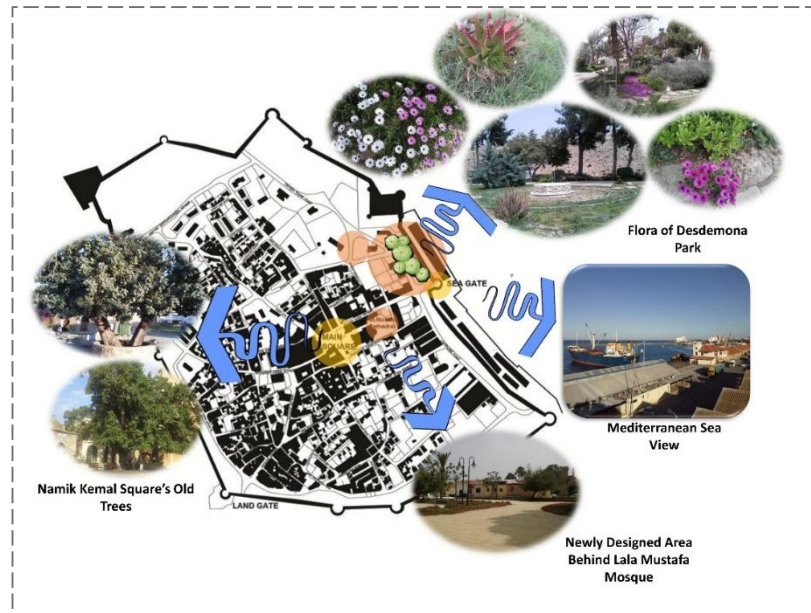 Flora of Desdemona
Park
SEA GATE
MAIN
SQUARE
Mediterranean Sea
View
Namik Kemal Square's Old
Trees
LAND GATE
Newly Designed Area
Behind Lala Mustafa
Mosque